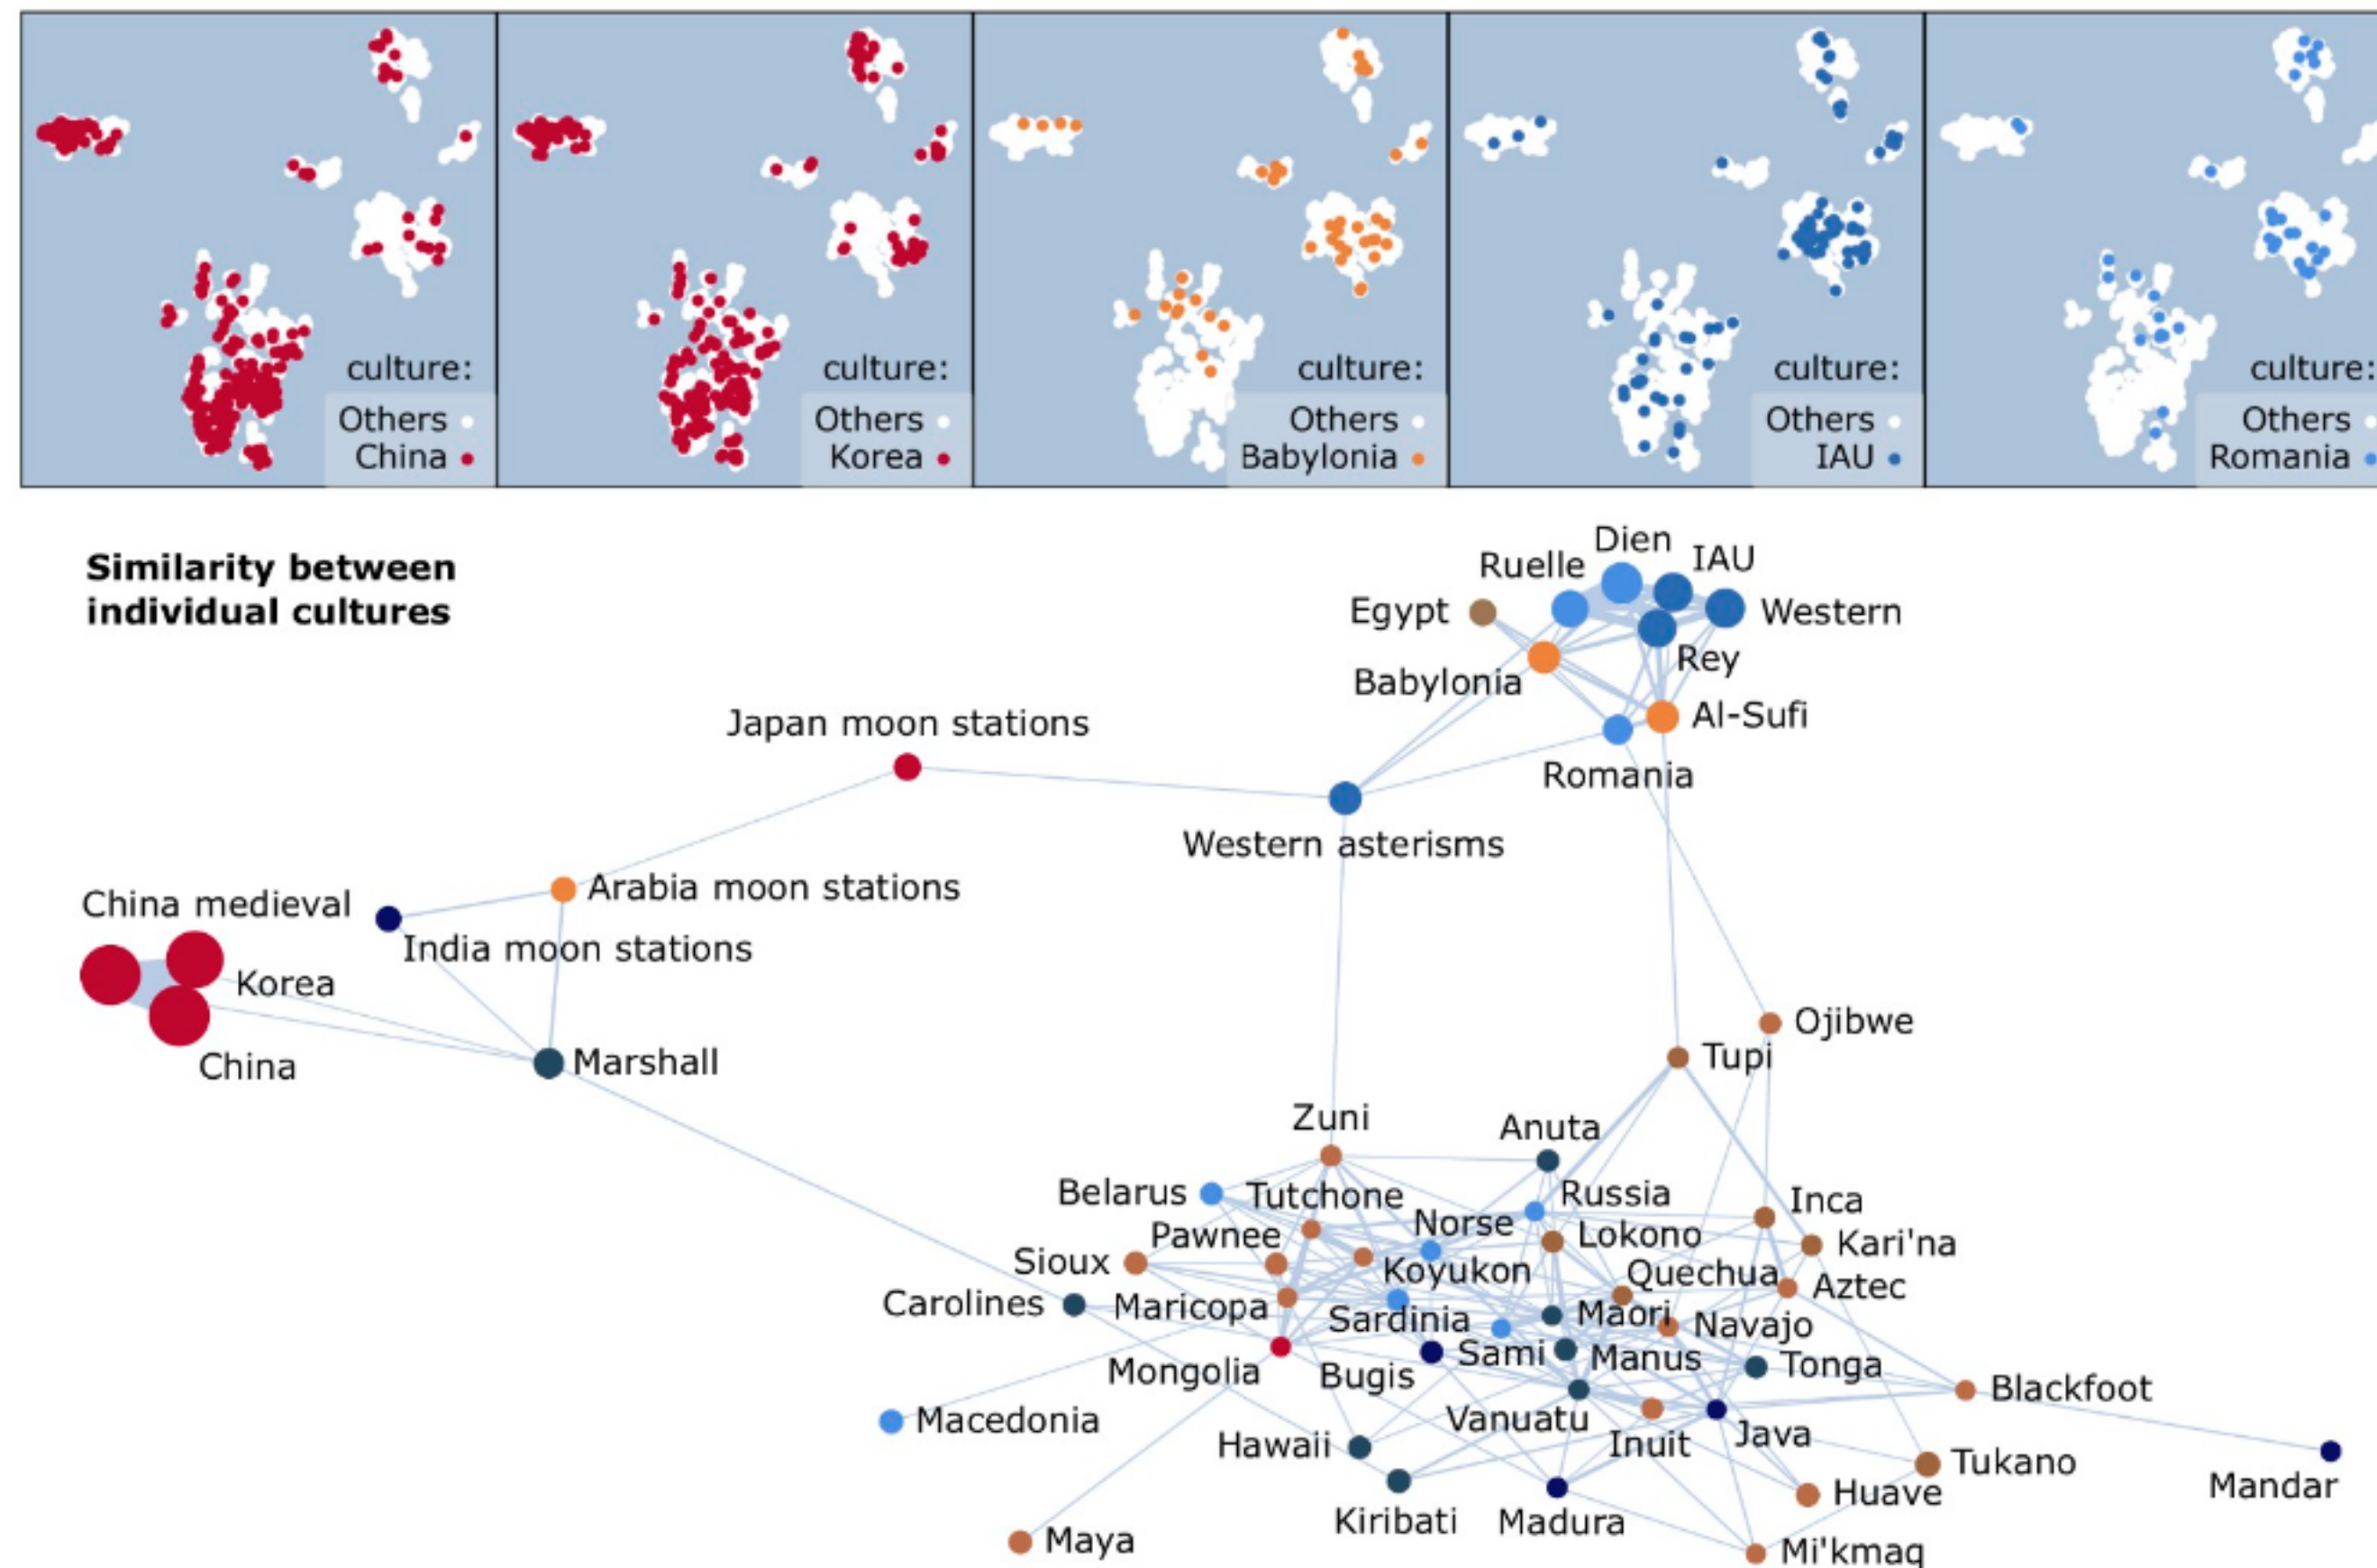 culture:
Others
China
culture:
Others
Korea
culture:
Others
Babylonia
culture:
Others
IAU
culture:
Others
Romania
Similarity between
individual cultures
Dien
IAU
Ruelle
Egypt
Western
Rey
Babylonia
Al-Sufi
Japan moon stations
Romania
Western asterisms
Arabia moon stations
China medieval
India moon stations
Korea
China
Marshall
Ojibwe
Tupi
Zuni
Anuta
Belarus
Tutchone
Russia
Inca
Pawnee
Norse
Lokono
Kari'na
Sioux
Koyukon
Quechua
Aztec
Carolines
Maricopa
Sardinia
Maori
Navajo
Mongolia
Bugis
Sami
Manus
Tonga
Blackfoot
Macedonia
Vanuatu
Hawaii
Inuit
Java
Tukano
Mandar
Huave
Kiribati
Madura
Maya
Mi'kmaq